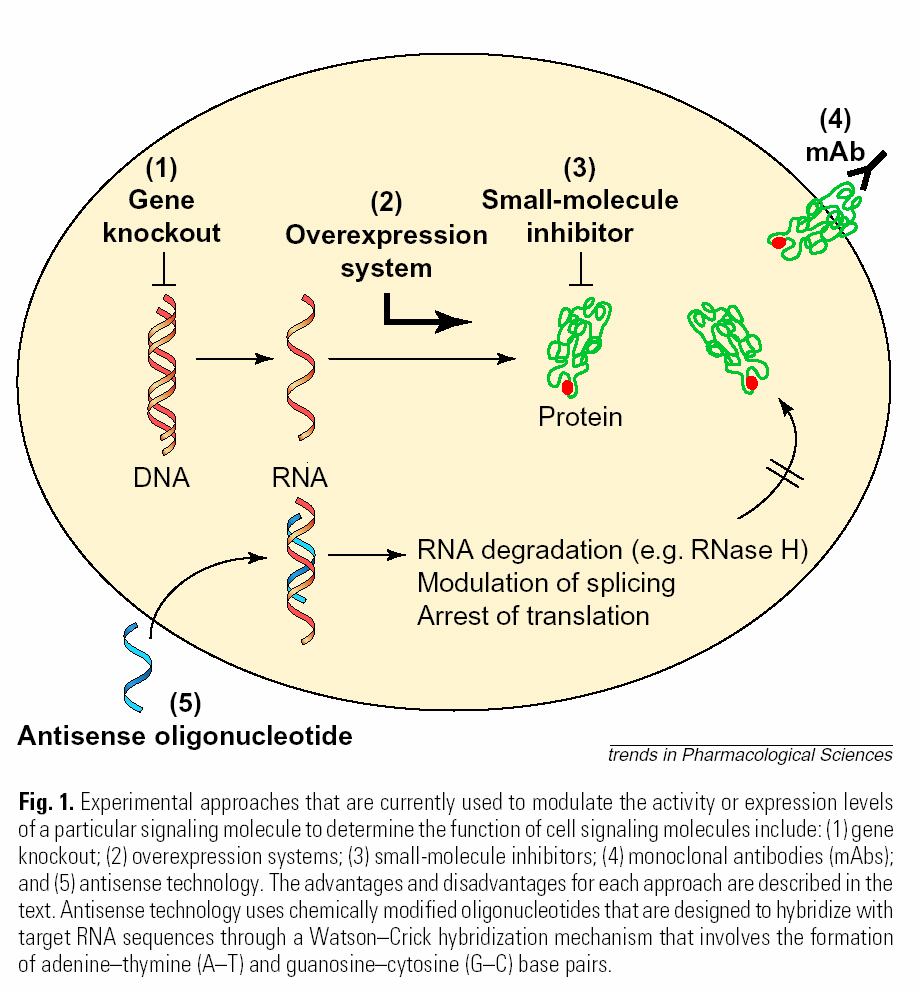 (1)
Gene
knockout
(2)
Overexpression
system
(3)
Small-molecule
inhibitor
(4)
mAb
Protein
DNA
RNA
RNA degradation (e.g. RNase H)
Modulation of splicing
Arrest of translation
(5)
Antisense oligonucleotide
trends in Pharmacological Sciences
Fig. 1. Experimental approaches that are currently used to modulate the activity or expression levels
of a particular signaling molecule to determine the function of cell signaling molecules include: (1) gene
knockout; (2) overexpression systems; (3) small-molecule inhibitors; (4) monoclonal antibodies (mAbs);
and (5) antisense technology. The advantages and disadvantages for each approach are described in the
text. Antisense technology uses chemically modified oligonucleotides that are designed to hybridize with
target RNA sequences through a Watson–Crick hybridization mechanism that involves the formation
of adenine–thymine (A–T) and guanosine–cytosine (G–C) base pairs.